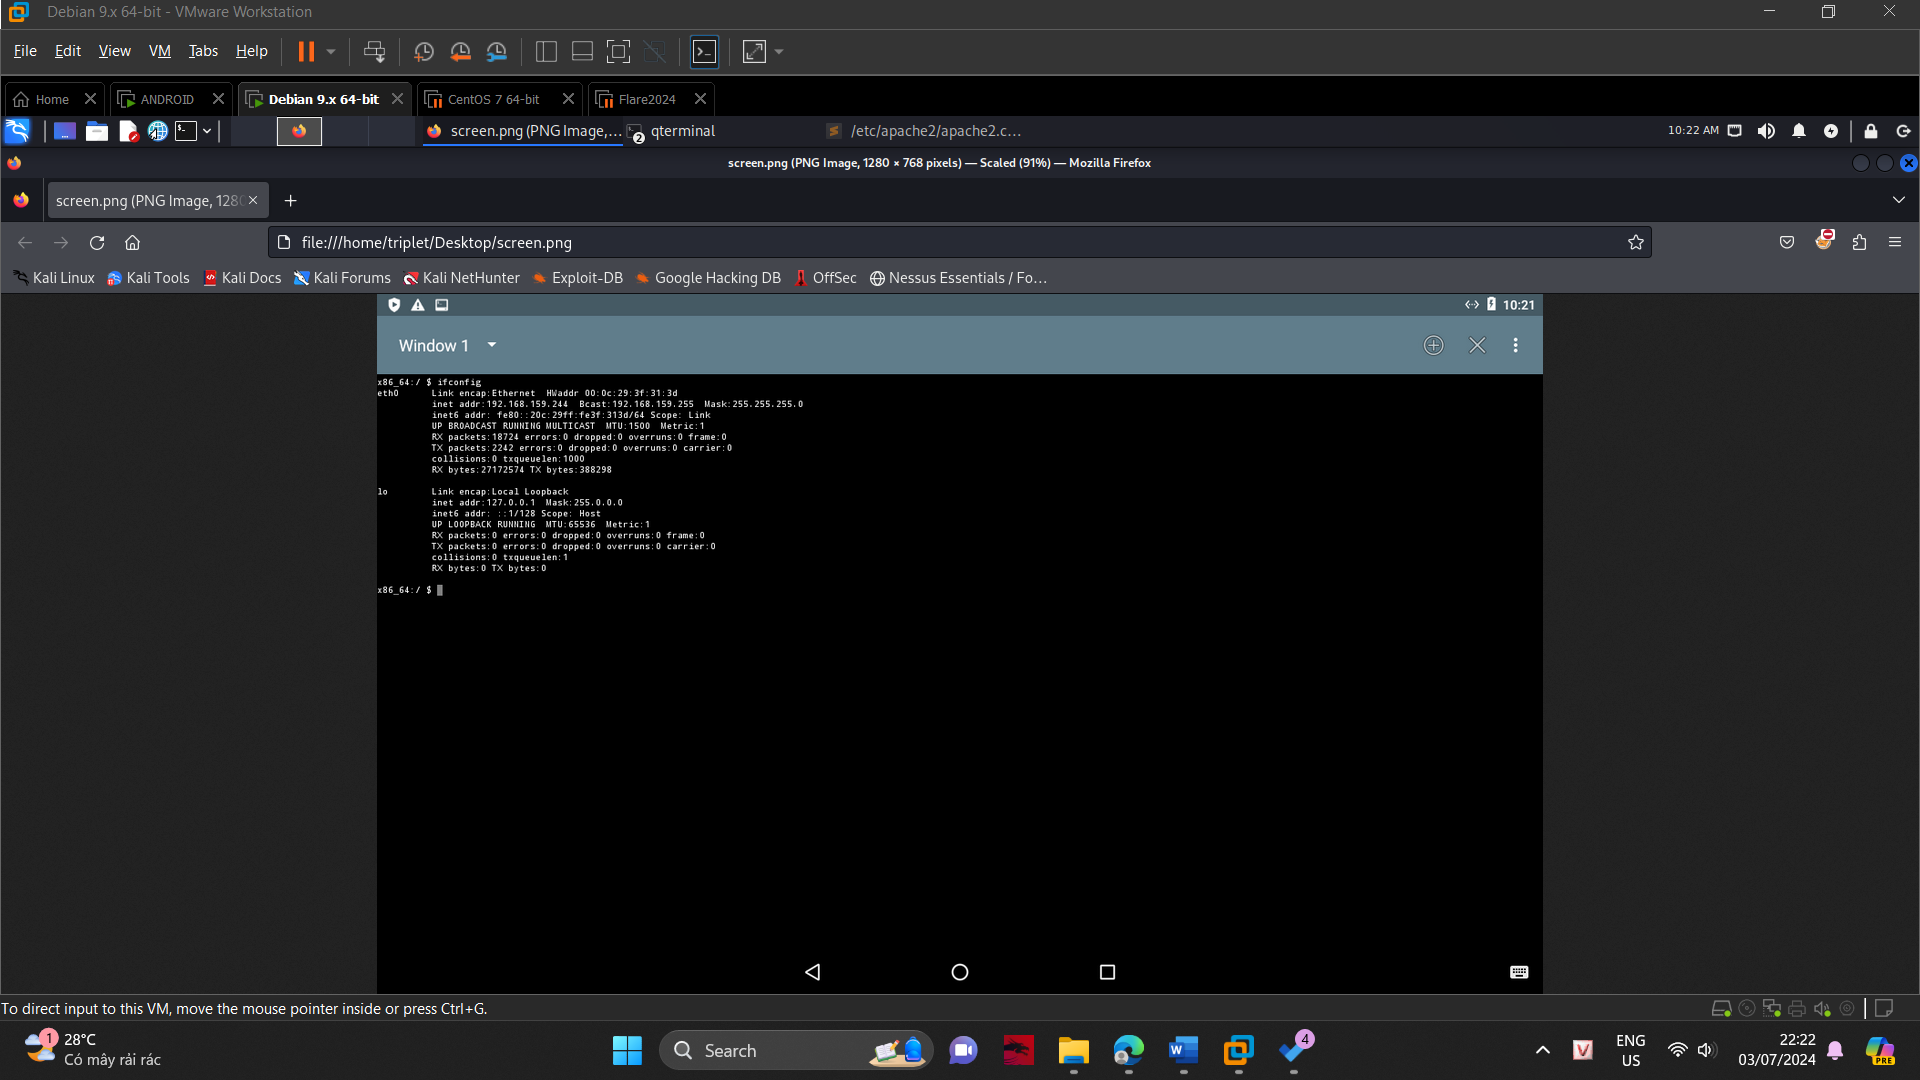 Debian 9.x 64-bit - VMware Workstation
File Edit View VM Tabs Help
Home ANDROID Debian 9.x 64-bit CentOS 7 64-bit Flare2024
screen.png (PNG Image,... 2 qterminal S /etc/apache2/apache2.c... 10:22 AM
screen.png (PNG Image, 1280 × 768 pixels) — Scaled (91%) — Mozilla Firefox
screen.png (PNG Image, 128
file:///home/triplet/Desktop/screen.png
Kali Linux Kali Tools Kali Docs Kali Forums Kali NetHunter Exploit-DB Google Hacking DB OffSec Nessus Essentials / Fo...
10:21
Window 1
x86_64:/ $ ifconfig
eth0 Link encap:Ethernet HWaddr 00:0c:29:3f:31:3d
inet addr:192.168.159.244 Bcast:192.168.159.255 Mask:255.255.255.0
inet6 addr: fe80::20c:29ff:fe3f:313d/64 Scope: Link
UP BROADCAST RUNNING MULTICAST MTU:1500 Metric:1
RX packets:18724 errors:0 dropped:0 overruns:0 frame:0
TX packets:2242 errors:0 dropped:0 overruns:0 carrier:0
collisions:0 txqueuelen:1000
RX bytes:27172574 TX bytes:388298
lo Link encap:Local Loopback
inet addr:127.0.0.1 Mask:255.0.0.0
inet6 addr: ::1/128 Scope: Host
UP LOOPBACK RUNNING MTU:65536 Metric:1
RX packets:0 errors:0 dropped:0 overruns:0 frame:0
TX packets:0 errors:0 dropped:0 overruns:0 carrier:0
collisions:0 txqueuelen:1
RX bytes:0 TX bytes:0
x86_64:/ $
To direct input to this VM, move the mouse pointer inside or press Ctrl+G.
1 28°C
Có mây rải rác
Search
4
V
ENG
US
22:22
03/07/2024
PRE